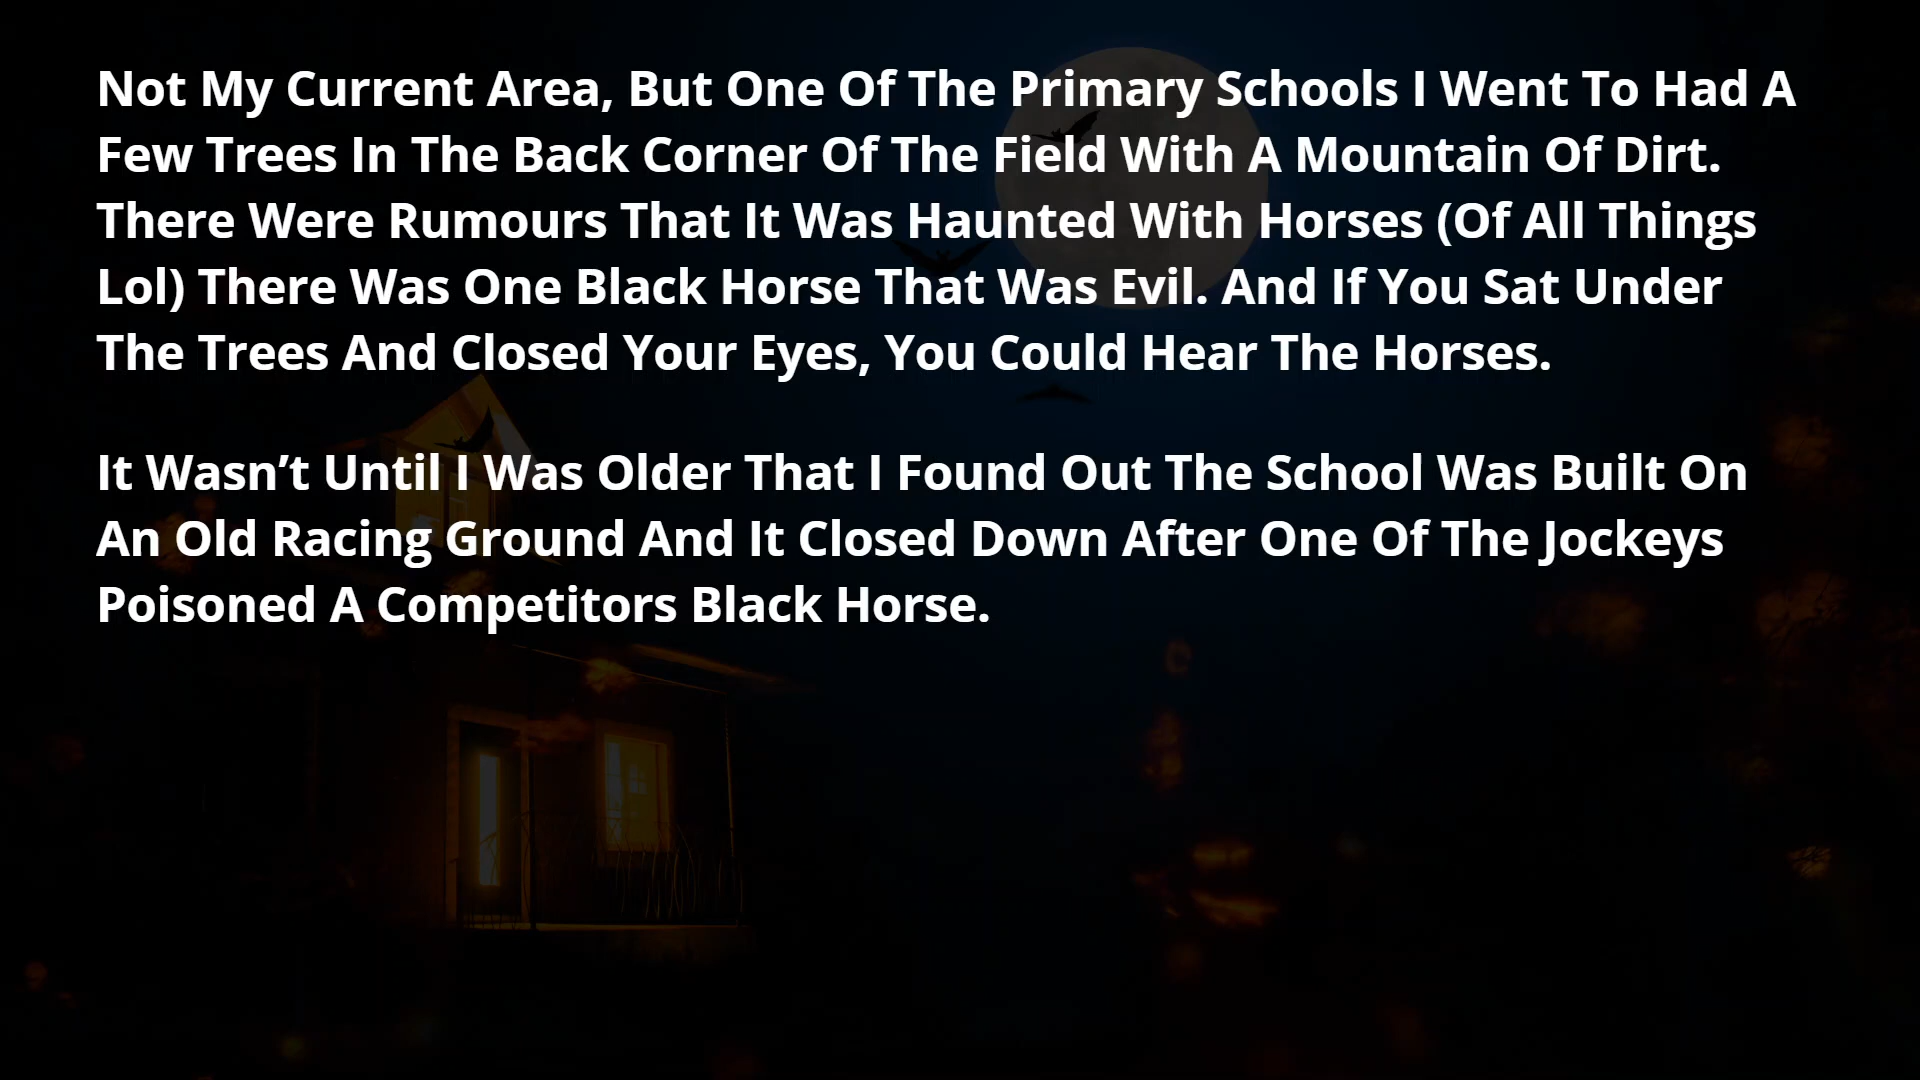 Not My Current Area, But One Of The Primary Schools I Went To Had A
Few Trees In The Back Corner Of The Field With A Mountain Of Dirt.
There Were Rumours That It Was Haunted With Horses (Of All Things
Lol) There Was One Black Horse That Was Evil. And If You Sat Under
The Trees And Closed Your Eyes, You Could Hear The Horses.
It Wasn’t Until I Was Older That I Found Out The School Was Built On
An Old Racing Ground And It Closed Down After One Of The Jockeys
Poisoned A Competitors Black Horse.